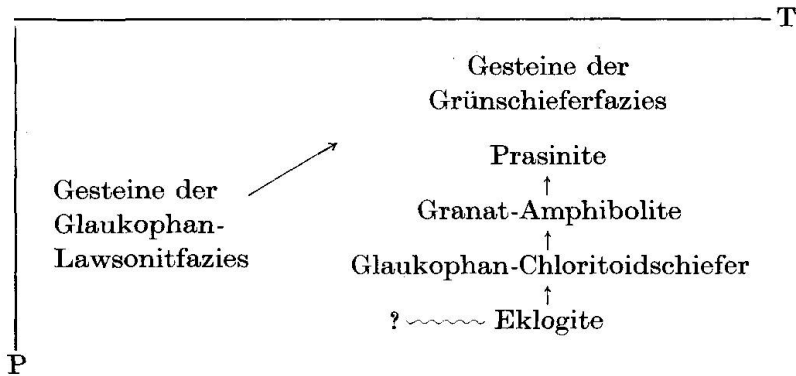 T
Gesteine der
Grünschieferfazies
Prasinite
Gesteine der
Glaukophan-
Lawsonitfazies
Granat-Amphibolite
Glaukophan-Chloritoidschiefer
? Eklogite
P